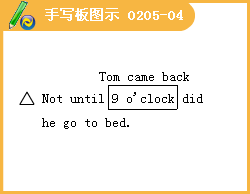 手写板图示 0205-04
Tom came back
△ Not until 9 o'clock did
he go to bed.